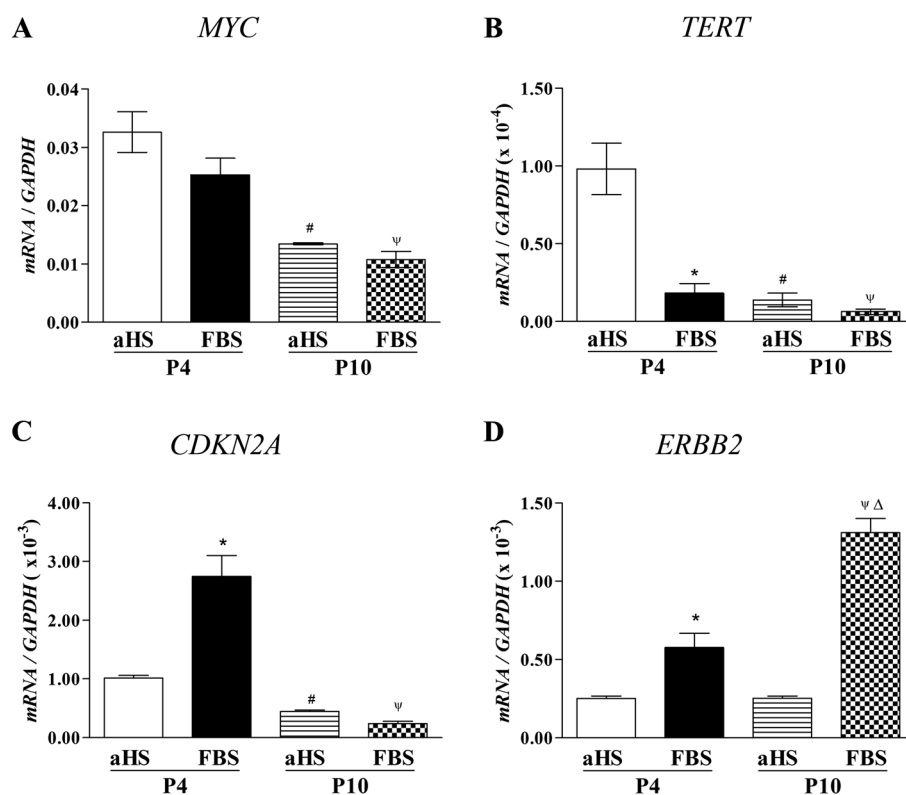 A
MYC
mRNA / GAPDH
0.04
0.03
0.02
0.01
0.00
#
ψ
aHS FBS aHS FBS
P4 P10
B
TERT
mRNA / GAPDH (x 10⁻⁴)
1.50
1.00
0.50
0.00
*
#
ψ
aHS FBS aHS FBS
P4 P10
C
CDKN2A
mRNA / GAPDH ( x10⁻³)
4.00
3.00
2.00
1.00
0.00
*
#
ψ
aHS FBS aHS FBS
P4 P10
D
ERBB2
mRNA / GAPDH (x 10⁻³)
1.50
1.00
0.50
0.00
*
ψ Δ
aHS FBS aHS FBS
P4 P10